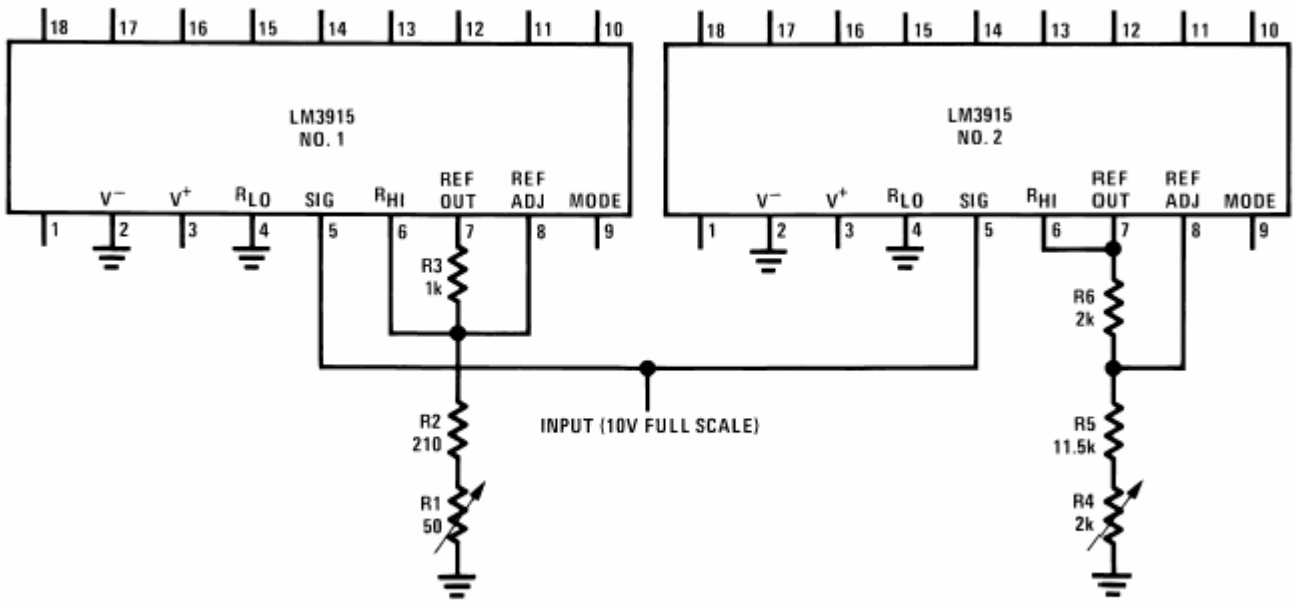 18 17 16 15 14 13 12 11 10
18 17 16 15 14 13 12 11 10
LM3915
NO. 1
LM3915
NO. 2
V− V+ RLO SIG RHI REF OUT REF ADJ MODE
V− V+ RLO SIG RHI REF OUT REF ADJ MODE
1 2 3 4 5 6 7 8 9
1 2 3 4 5 6 7 8 9
R3
1k
R6
2k
R2
210
INPUT (10V FULL SCALE)
R5
11.5k
R1
50
R4
2k